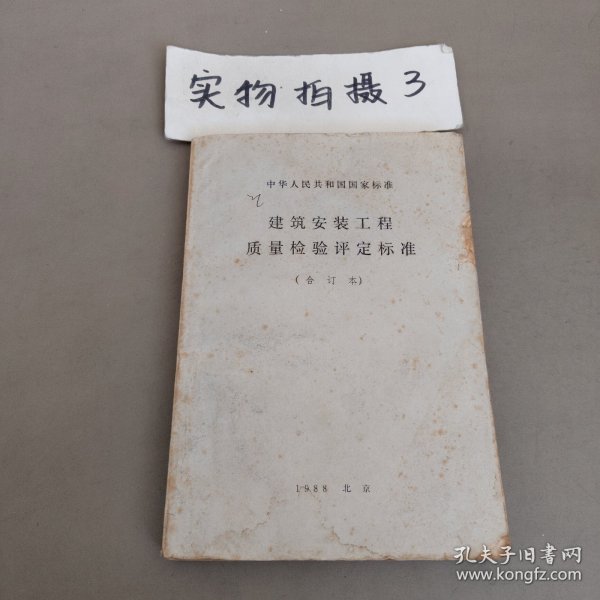 实物拍摄3
中华人民共和国国家标准
建筑安装工程
质量检验评定标准
(合订本)
1988 北京
孔夫子旧书网
www.kongfz.com